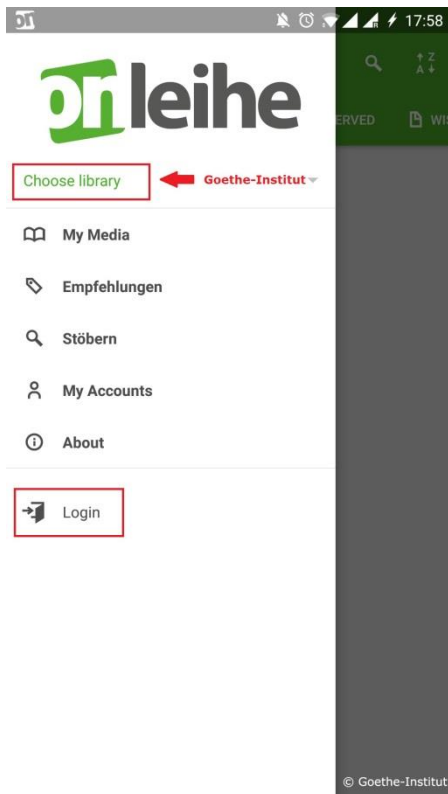 on 17:58
onleihe
A Z
ERVED WIS
Choose library Goethe-Institut
My Media
Empfehlungen
Stöbern
My Accounts
About
Login
© Goethe-Institut